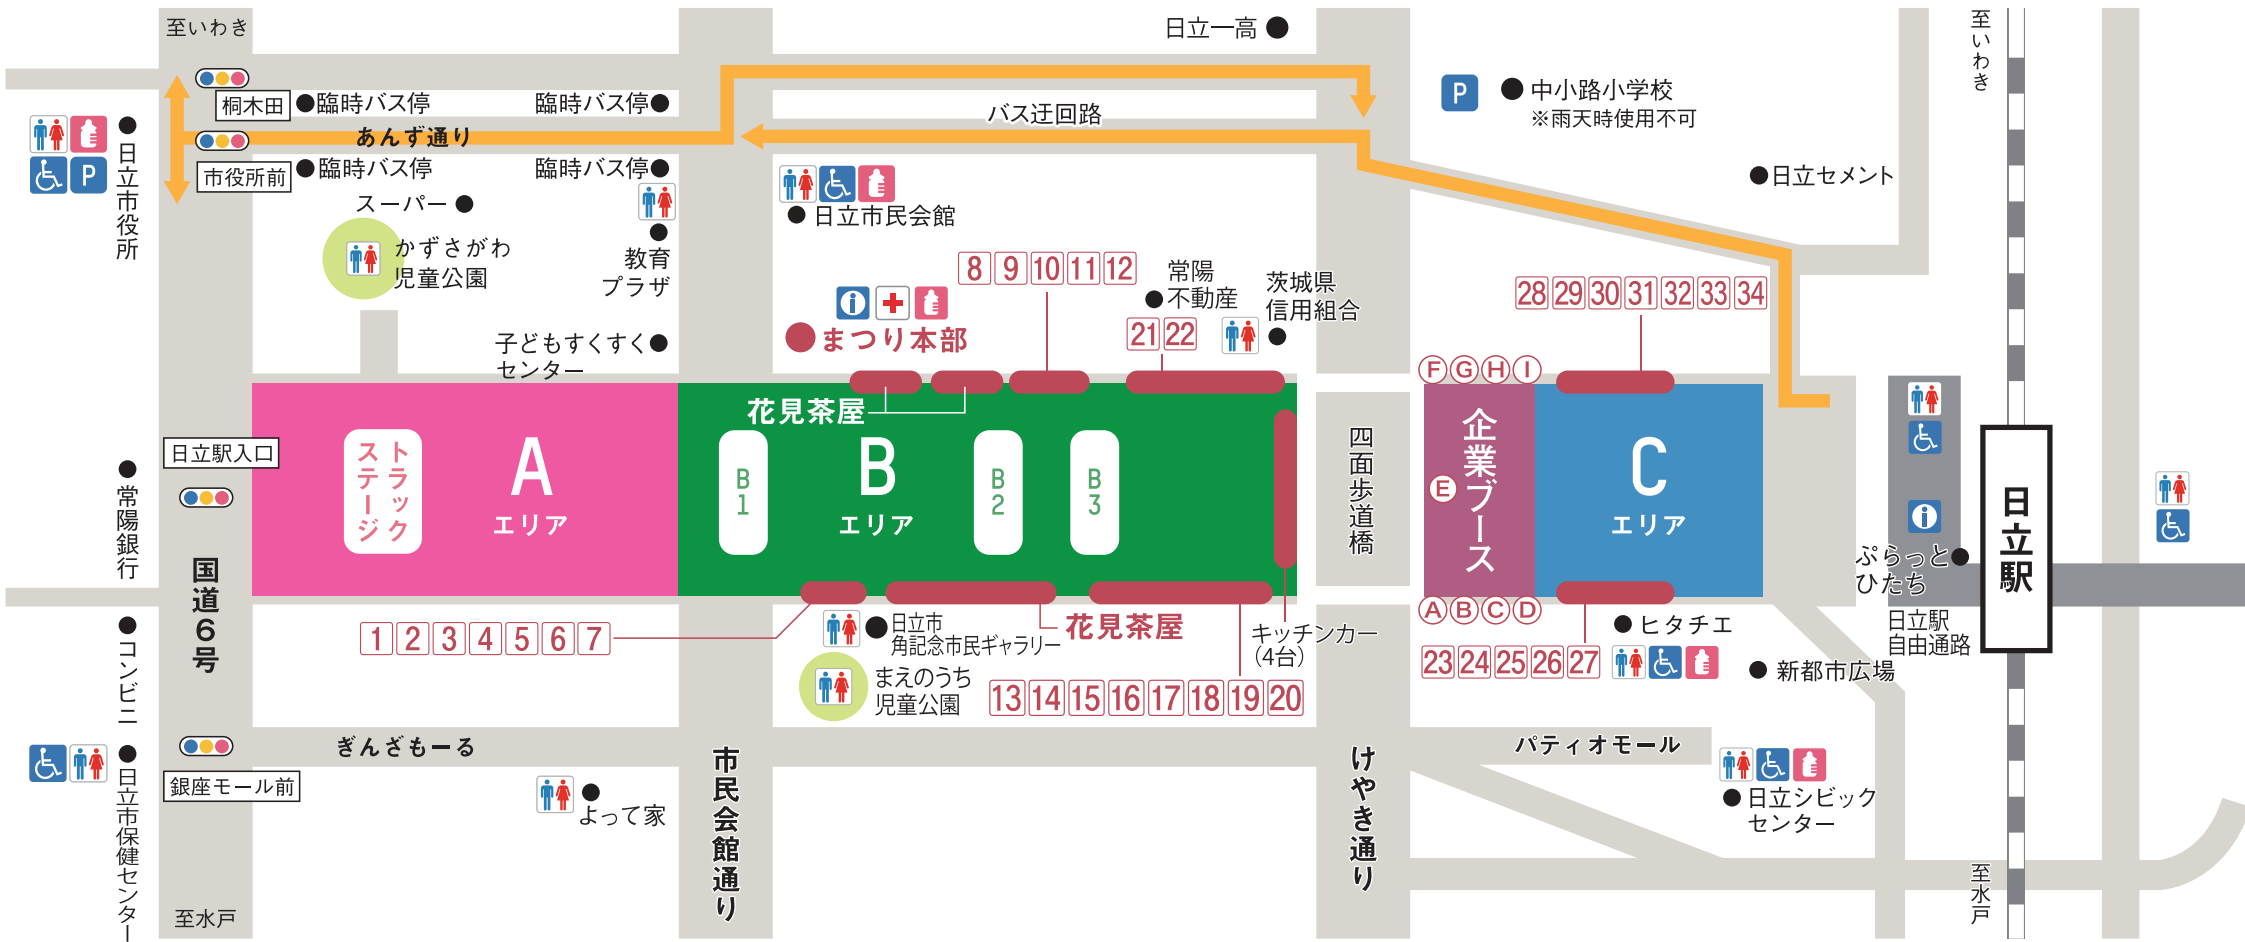 至いわき
日立一高
至いわき
桐木田
臨時バス停
臨時バス停
P
中小路小学校
※雨天時使用不可
バス迂回路
あんず通り
日立市役所
P
市役所前
臨時バス停
臨時バス停
日立セメント
スーパー
日立市民会館
かずさがわ
児童公園
教育
プラザ
8 9 10 11 12
常陽
不動産
茨城県
信用組合
28 29 30 31 32 33 34
i
まつり本部
21 22
子どもすくすく
センター
F G H I
花見茶屋
日立駅入口
トラック
ステージ
A
エリア
B1
B
エリア
B2
B3
四面歩道橋
E
企業ブース
C
エリア
i
日立駅
常陽銀行
国道6号
ぷらっと
ひたち
日立駅
自由通路
A B C D
1 2 3 4 5 6 7
日立市
角記念市民ギャラリー
花見茶屋
キッチンカー
(4台)
ヒタチエ
23 24 25 26 27
新都市広場
まえのうち
児童公園
13 14 15 16 17 18 19 20
コンビニ
ぎんざもーる
パティオモール
銀座モール前
日立市保健センター
よって家
市民会館通り
けやき通り
日立シビック
センター
至水戸
至水戸